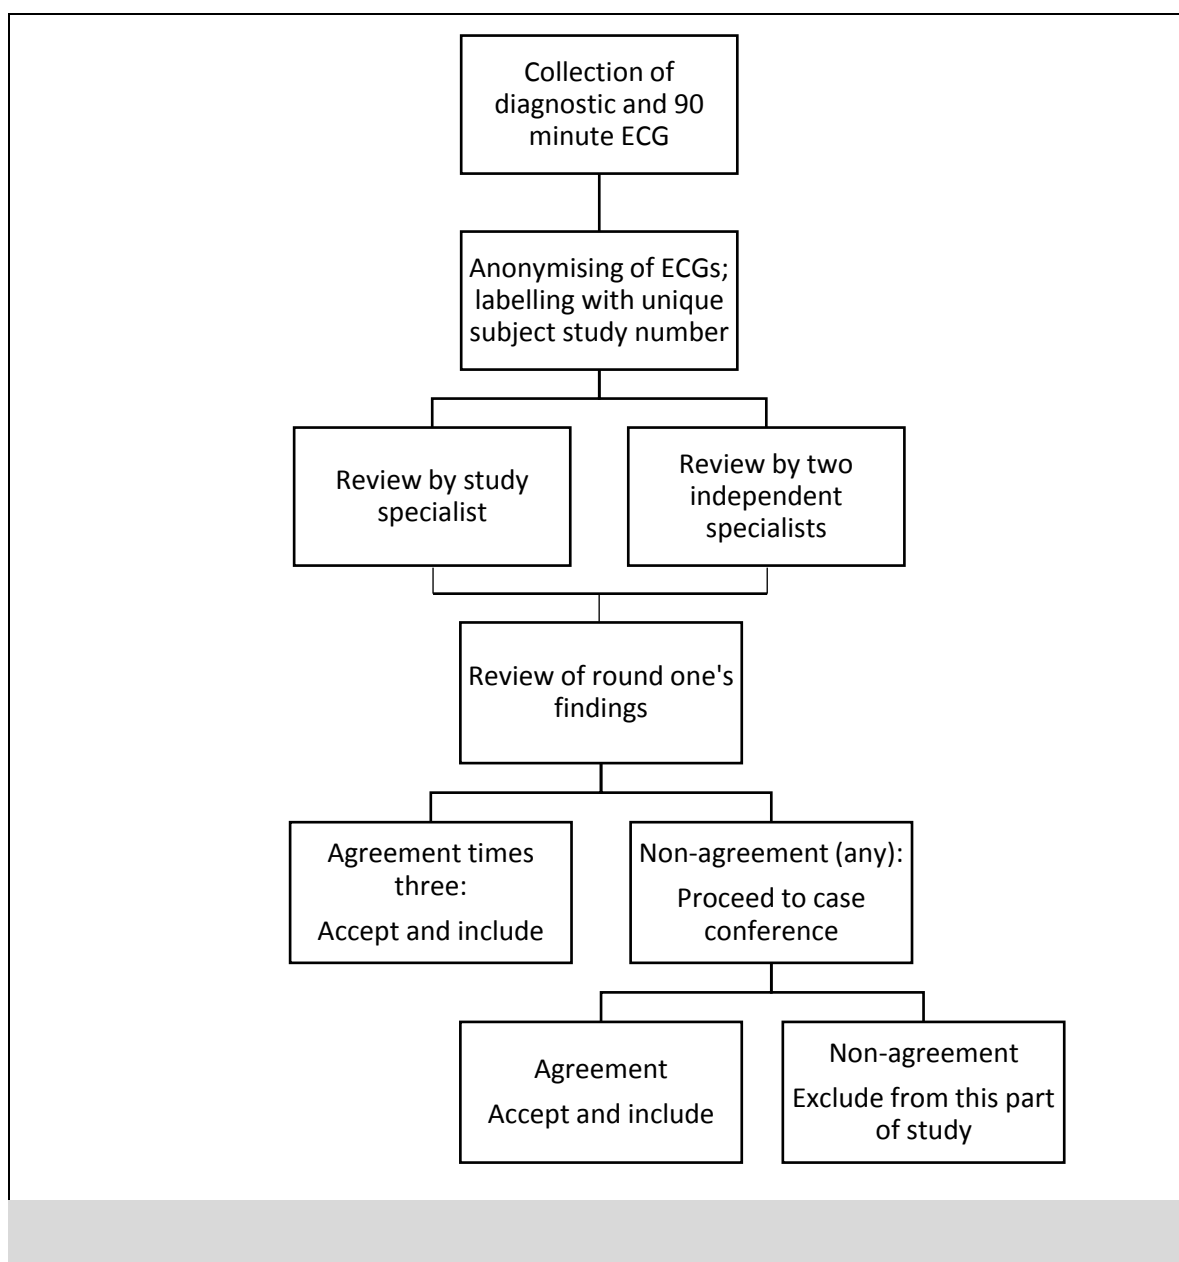 Collection of
diagnostic and 90
minute ECG
Anonymising of ECGs;
labelling with unique
subject study number
Review by study
specialist
Review by two
independent
specialists
Review of round one's
findings
Agreement times
three:
Accept and include
Non-agreement (any):
Proceed to case
conference
Agreement
Accept and include
Non-agreement
Exclude from this part
of study